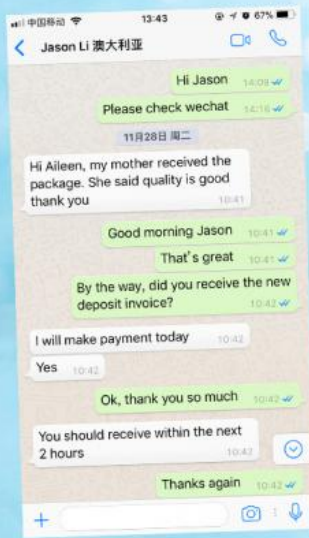 中国移动 13:43 67%
Jason Li 澳大利亚
Hi Jason 14:09
Please check wechat 14:16
11月28日 周二
Hi Aileen, my mother received the
package. She said quality is good
thank you 10:41
Good morning Jason 10:41
That's great 10:41
By the way, did you receive the new
deposit invoice? 10:42
I will make payment today 10:42
Yes 10:42
Ok, thank you so much 10:42
You should receive within the next
2 hours 10:42
Thanks again 10:42